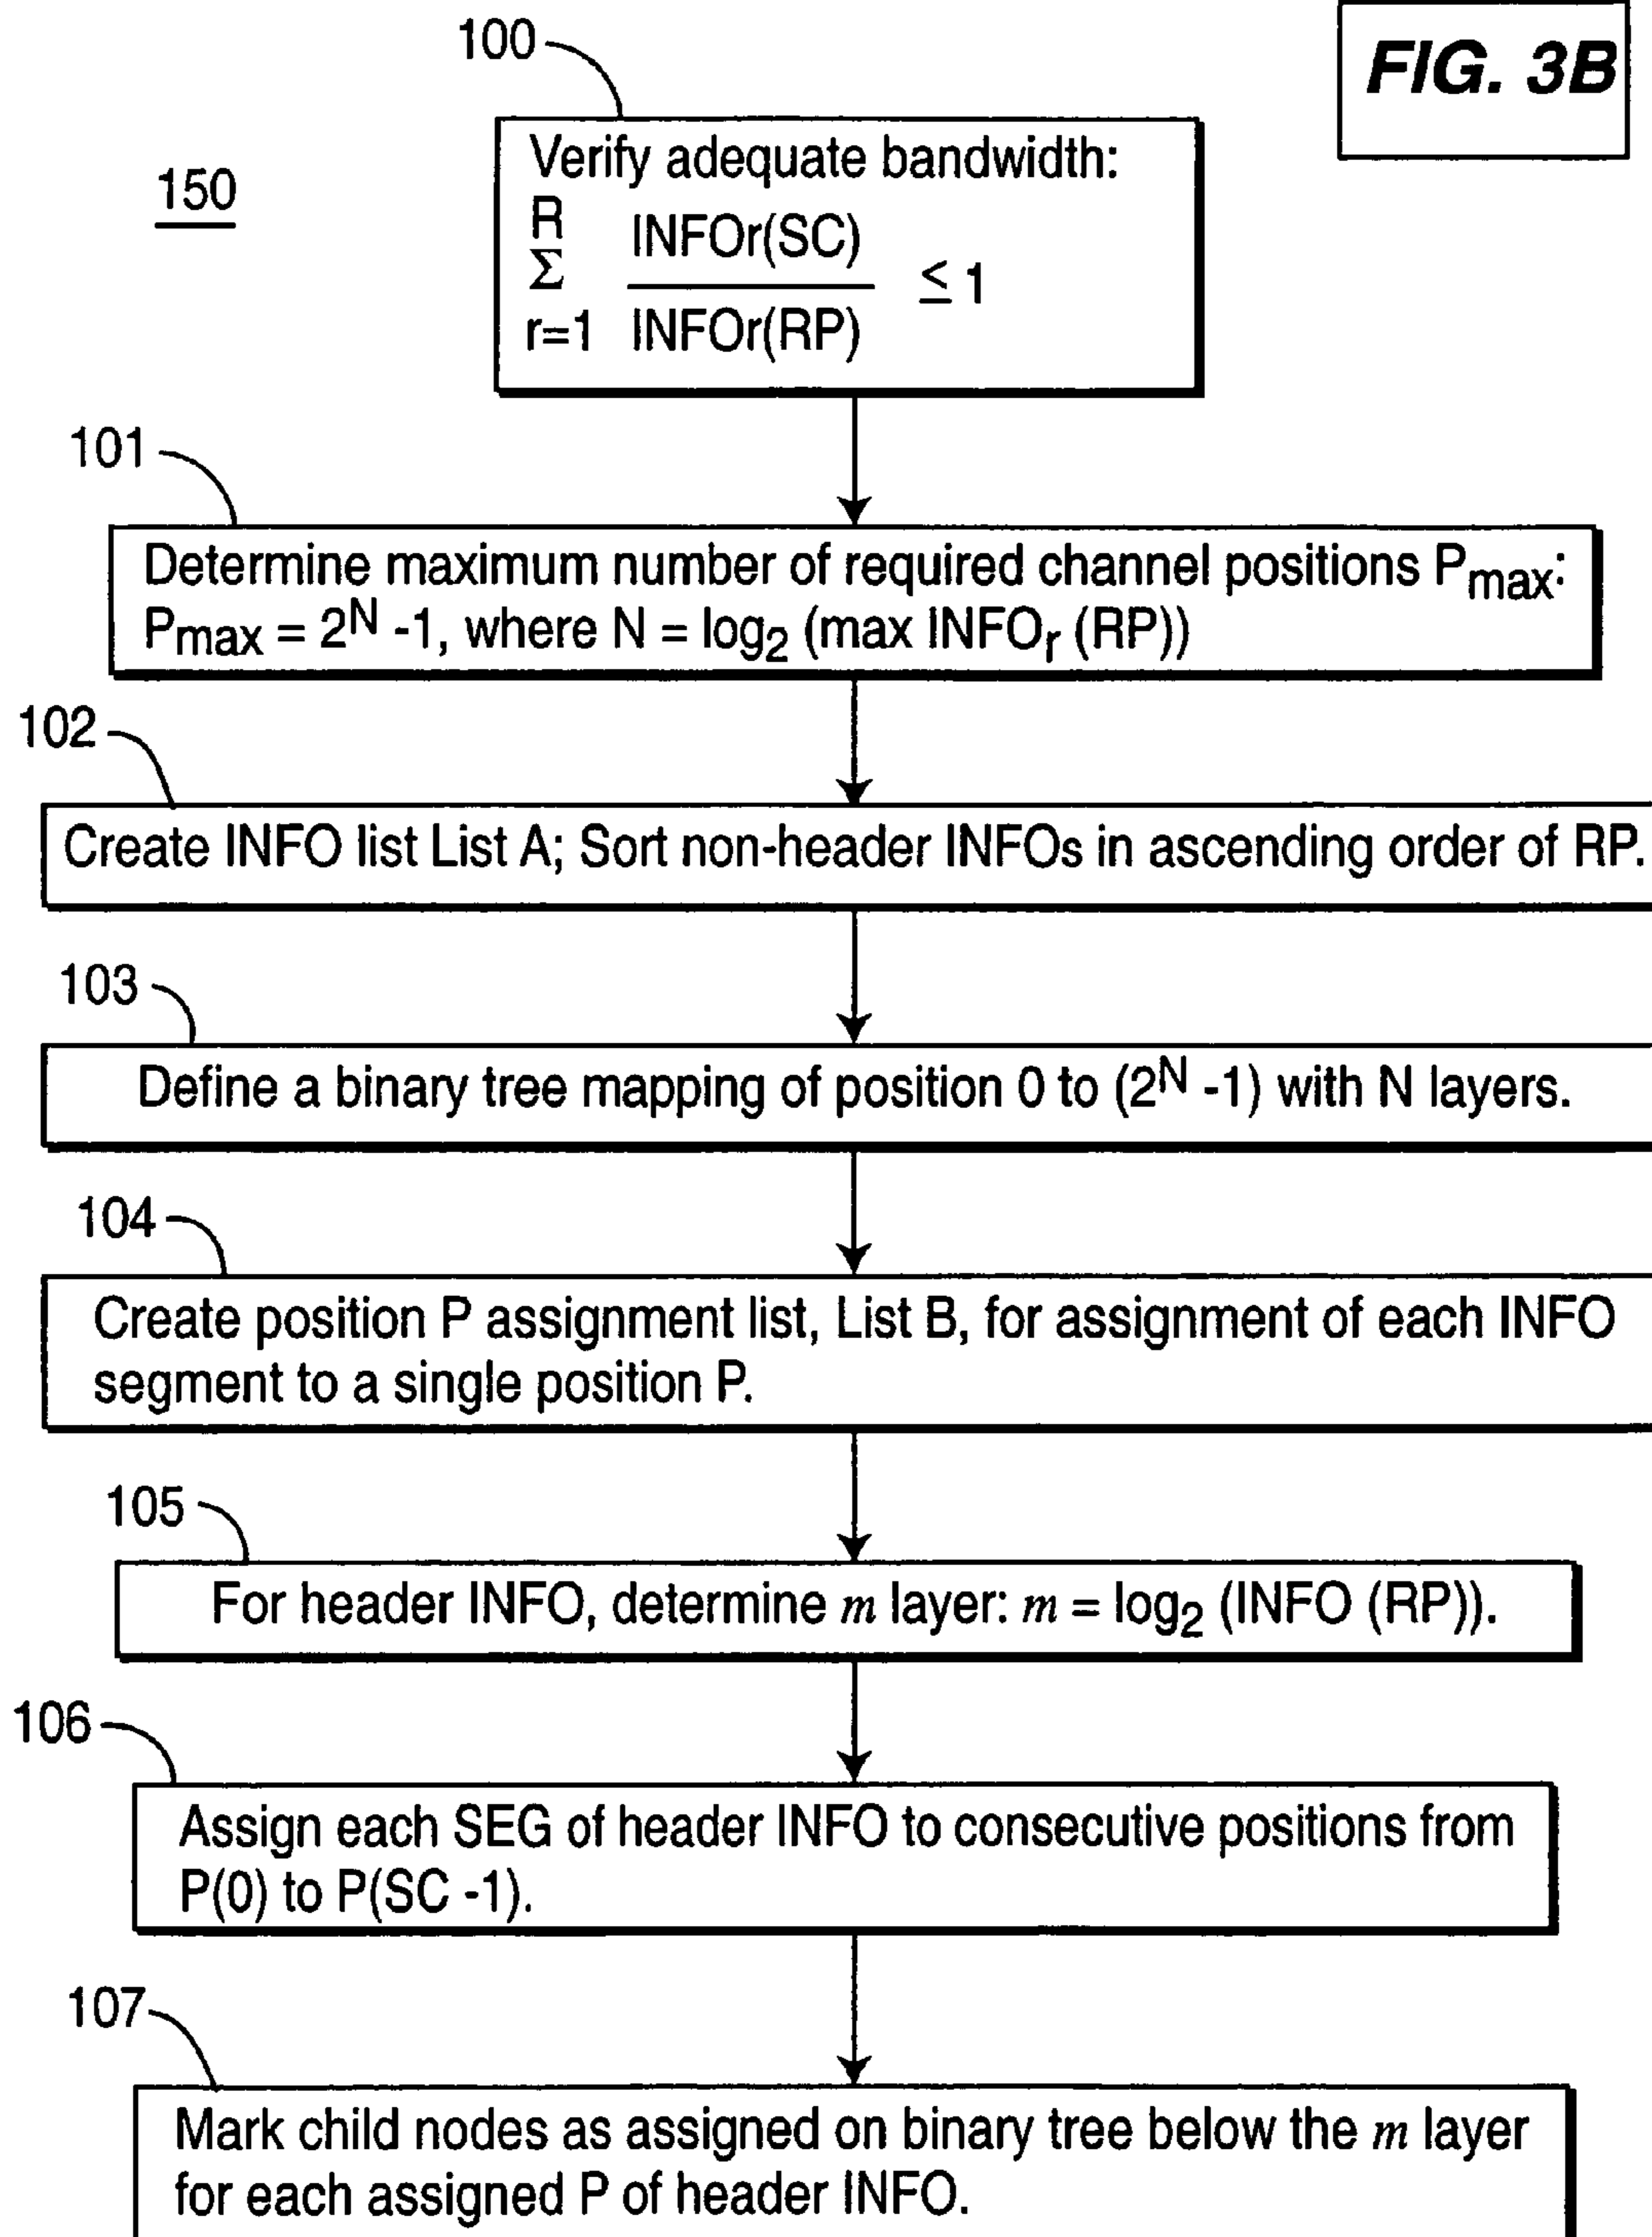 100
FIG. 3B
150
Verify adequate bandwidth:
R
Σ INFOr(SC) / INFOr(RP) ≤ 1
r=1
101
Determine maximum number of required channel positions Pmax:
Pmax = 2^N -1, where N = log2 (max INFOr (RP))
102
Create INFO list List A; Sort non-header INFOs in ascending order of RP.
103
Define a binary tree mapping of position 0 to (2^N -1) with N layers.
104
Create position P assignment list, List B, for assignment of each INFO
segment to a single position P.
105
For header INFO, determine m layer: m = log2 (INFO (RP)).
106
Assign each SEG of header INFO to consecutive positions from
P(0) to P(SC -1).
107
Mark child nodes as assigned on binary tree below the m layer
for each assigned P of header INFO.